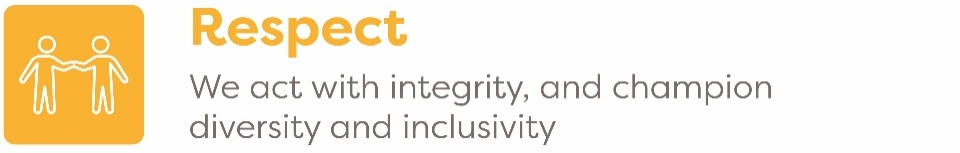 Respect
We act with integrity, and champion
diversity and inclusivity